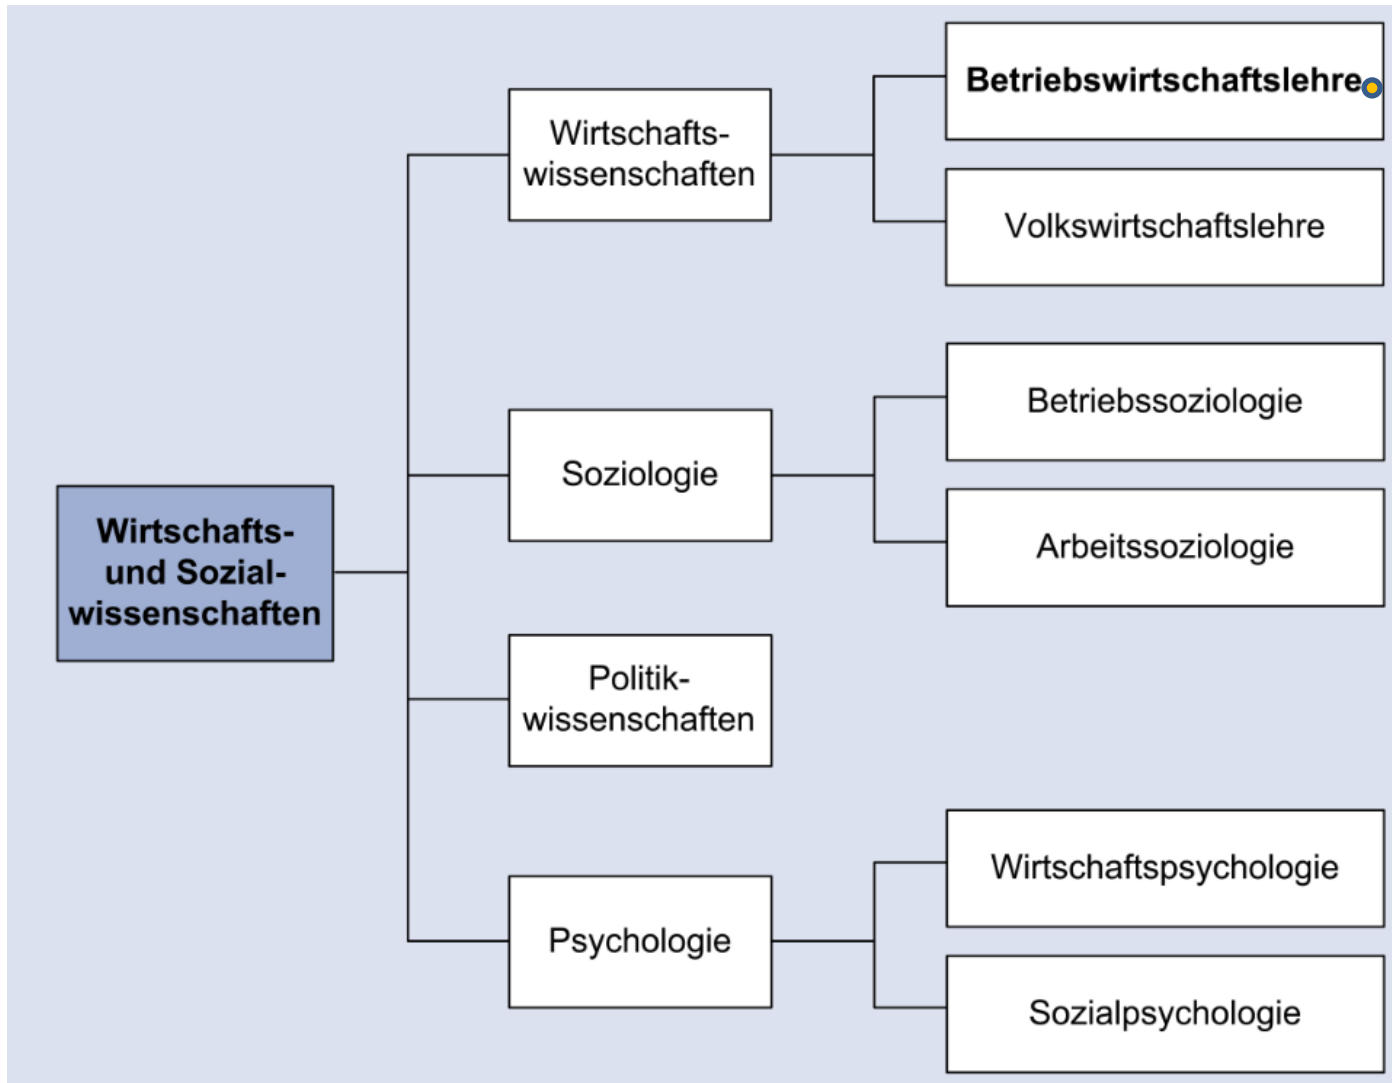 Betriebswirtschaftslehre
Wirtschafts-
wissenschaften
Volkswirtschaftslehre
Betriebssoziologie
Soziologie
Arbeitssoziologie
Wirtschafts-
und Sozial-
wissenschaften
Politik-
wissenschaften
Wirtschaftspsychologie
Psychologie
Sozialpsychologie